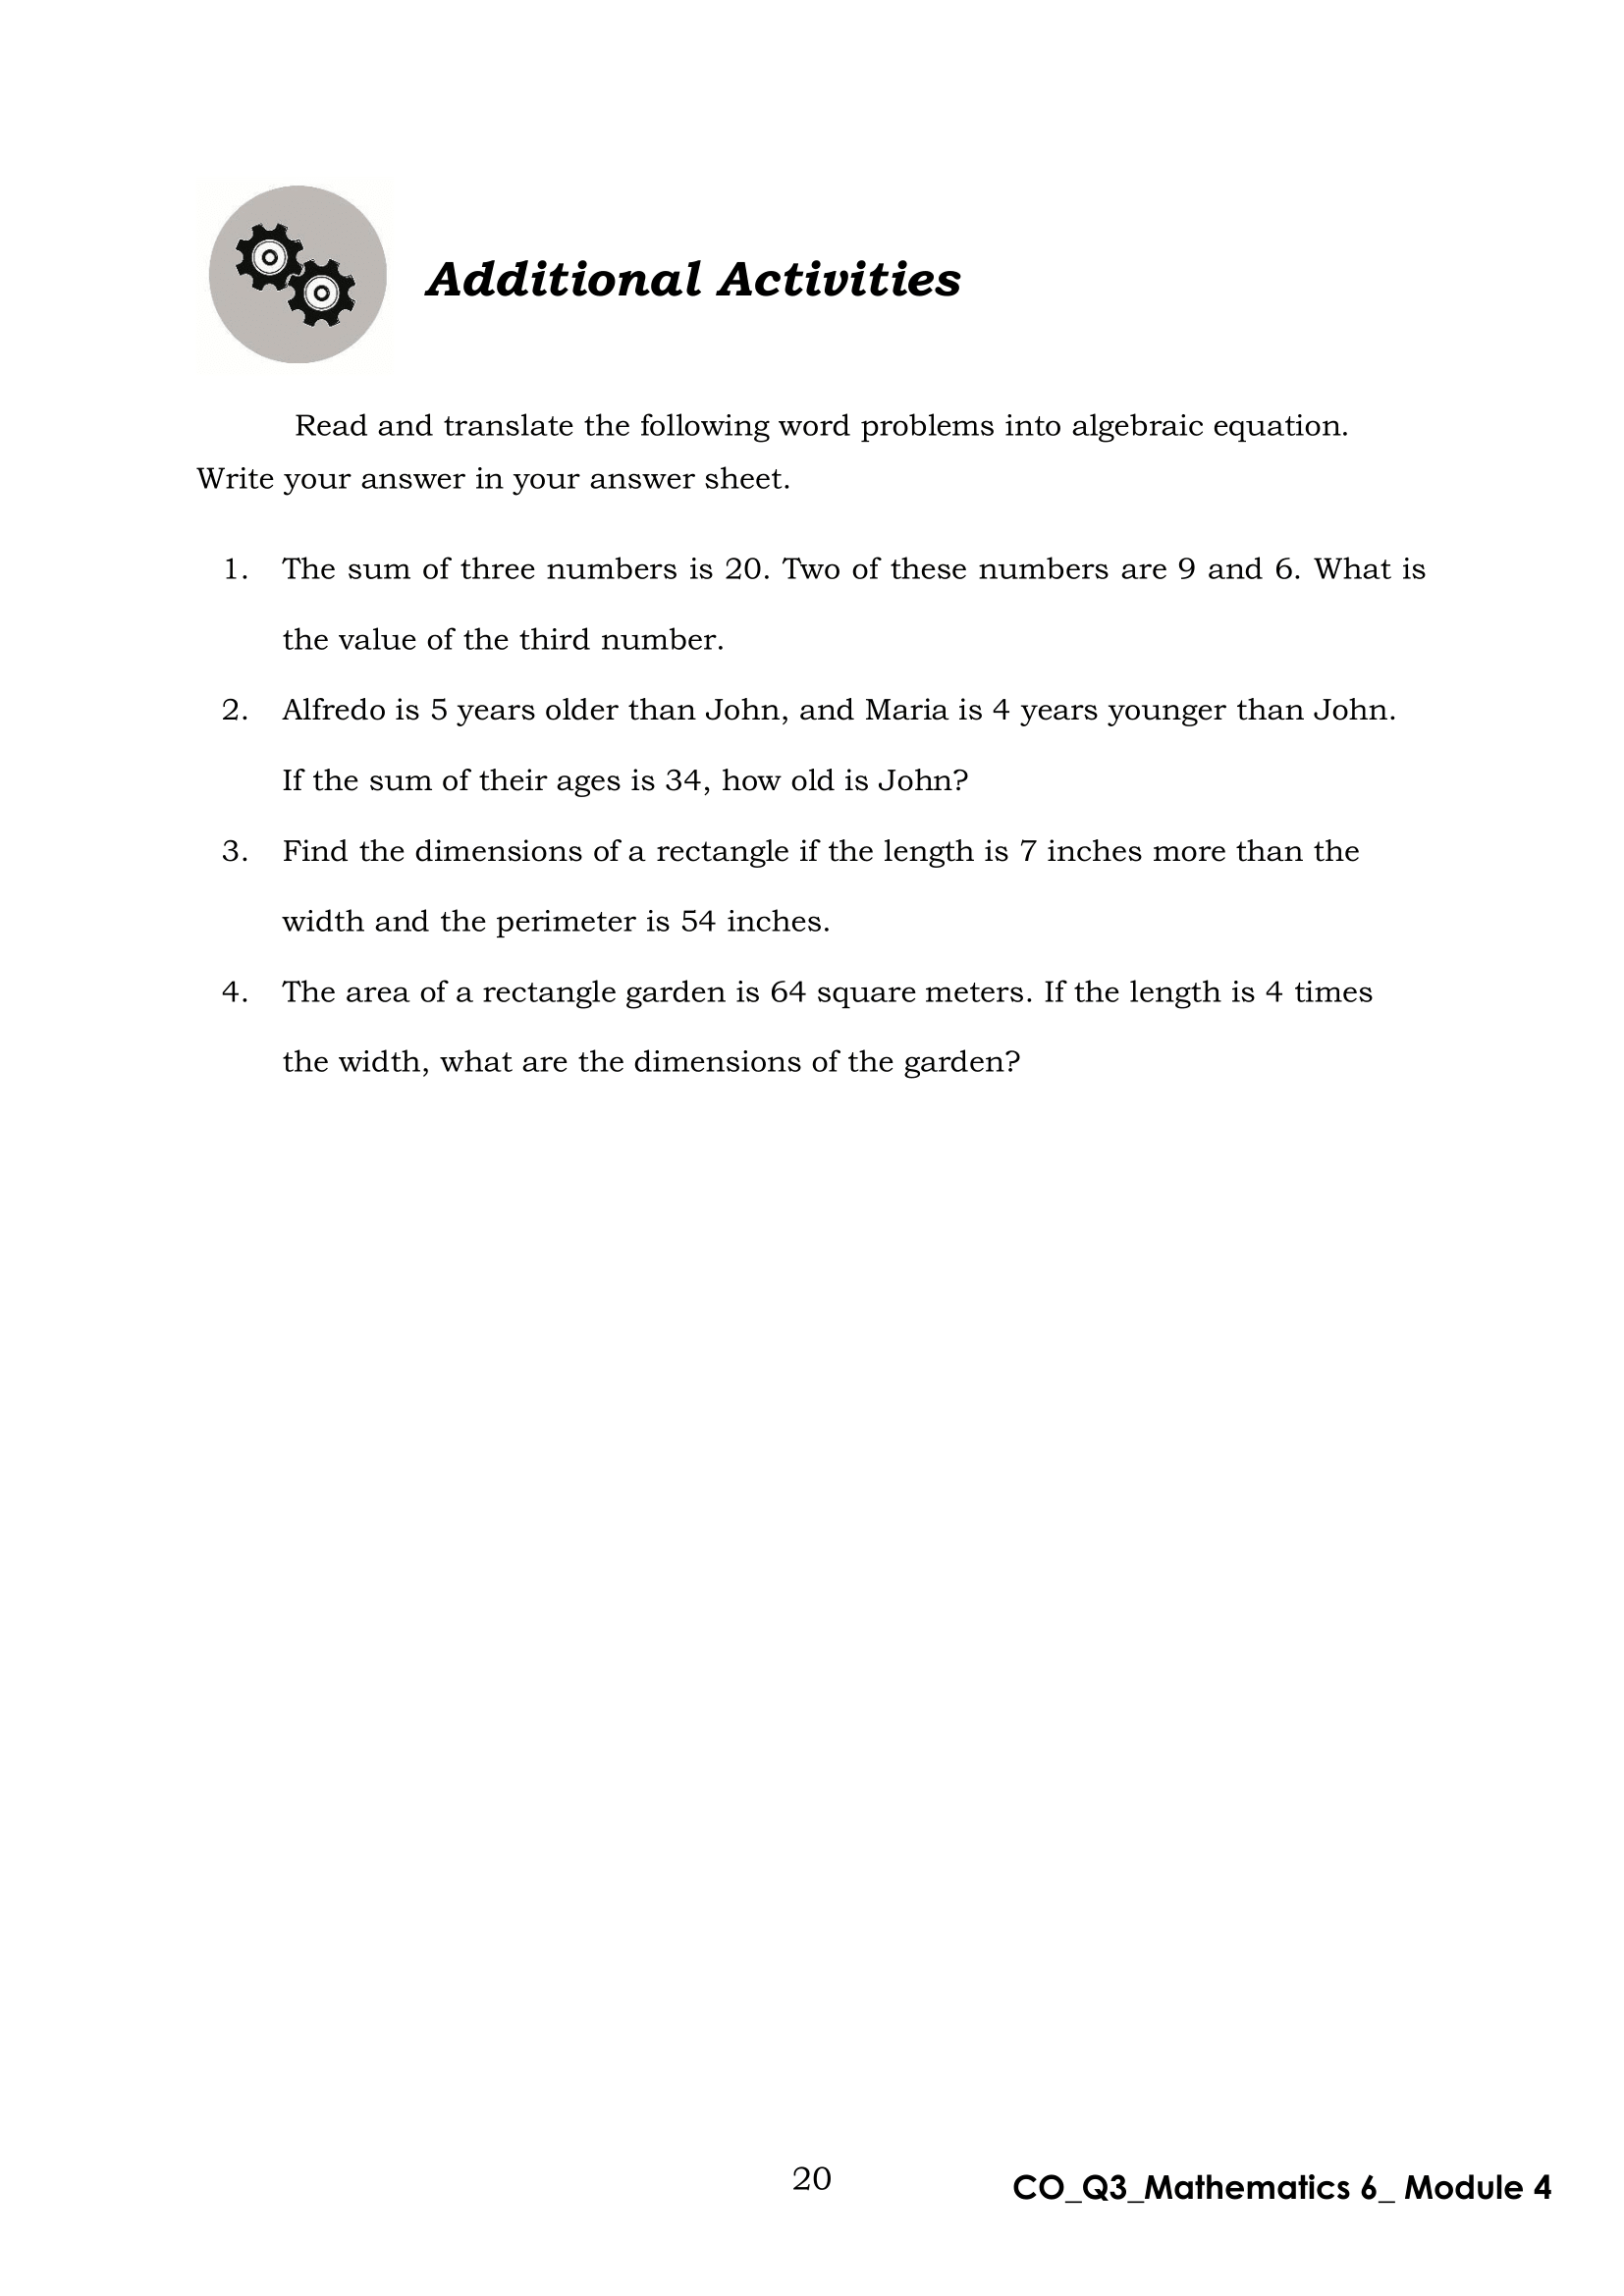 Additional Activities
Read and translate the following word problems into algebraic equation.
Write your answer in your answer sheet.
1. The sum of three numbers is 20. Two of these numbers are 9 and 6. What is
the value of the third number.
2. Alfredo is 5 years older than John, and Maria is 4 years younger than John.
If the sum of their ages is 34, how old is John?
3. Find the dimensions of a rectangle if the length is 7 inches more than the
width and the perimeter is 54 inches.
4. The area of a rectangle garden is 64 square meters. If the length is 4 times
the width, what are the dimensions of the garden?
20
CO_Q3_Mathematics 6_ Module 4